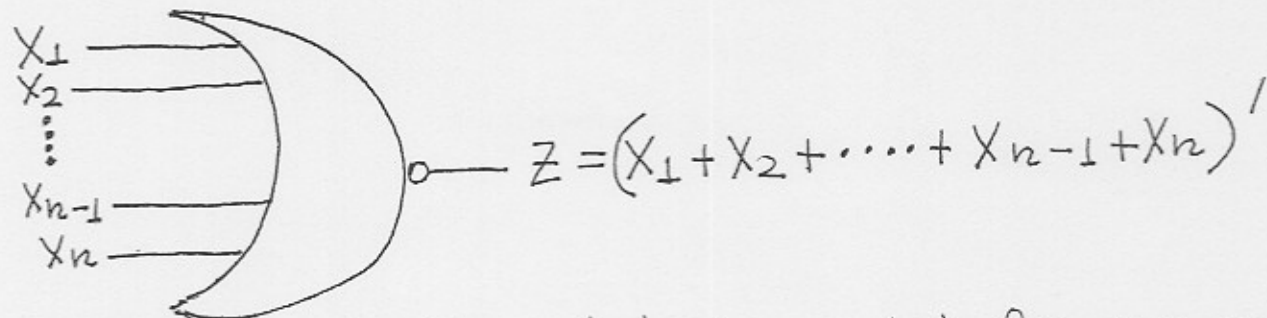 X1
X2
⋮
Xn-1
Xn
Z = (X1 + X2 + ..... + Xn-1 + Xn)'